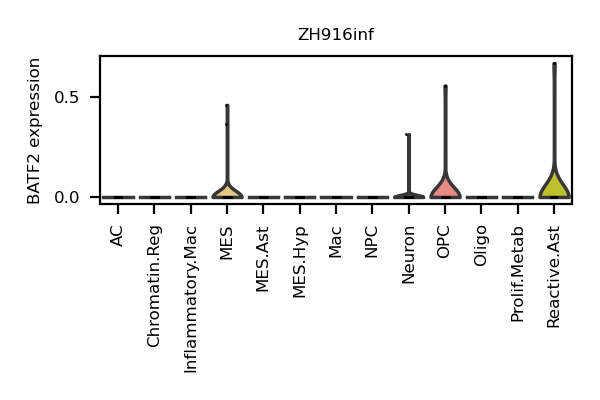 ZH916inf
BATF2 expression
0.5
0.0
AC
Chromatin.Reg
Inflammatory.Mac
MES
MES.Ast
MES.Hyp
Mac
NPC
Neuron
OPC
Oligo
Prolif.Metab
Reactive.Ast